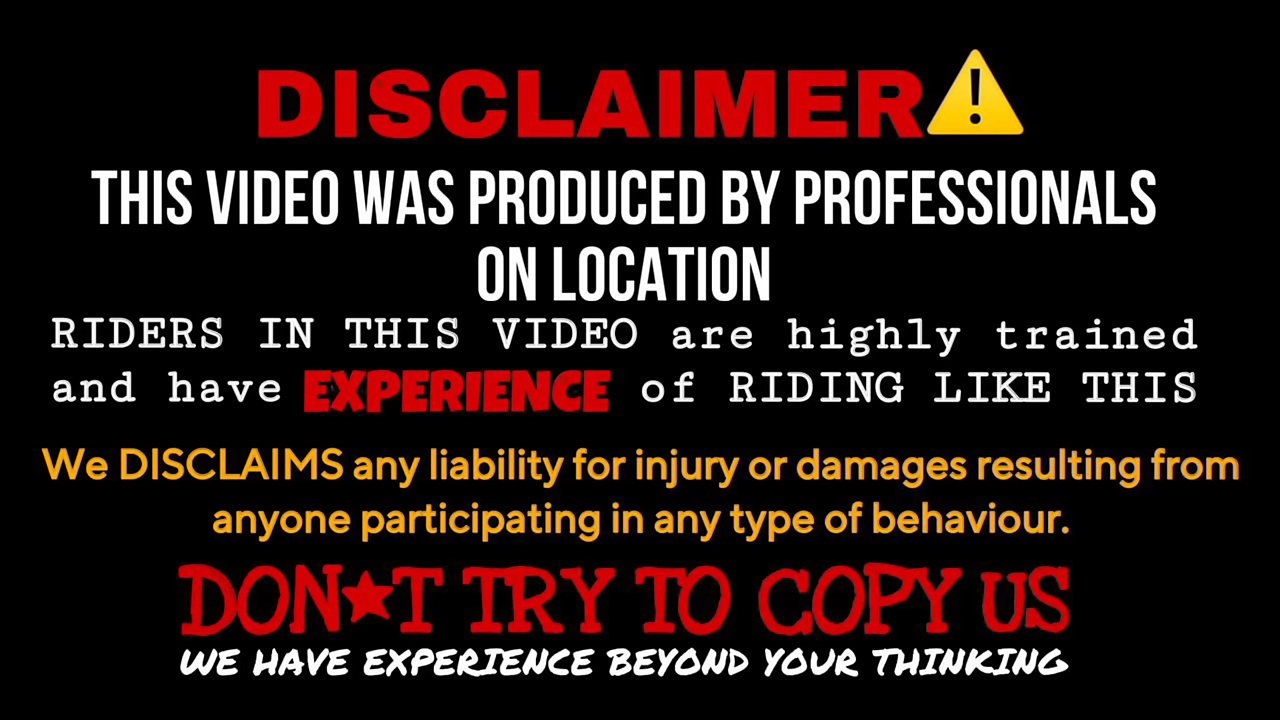 DISCLAIMER⚠️
THIS VIDEO WAS PRODUCED BY PROFESSIONALS
ON LOCATION
RIDERS IN THIS VIDEO are highly trained
and have EXPERIENCE of RIDING LIKE THIS
We DISCLAIMS any liability for injury or damages resulting from
anyone participating in any type of behaviour.
DON★T TRY TO COPY US
WE HAVE EXPERIENCE BEYOND YOUR THINKING